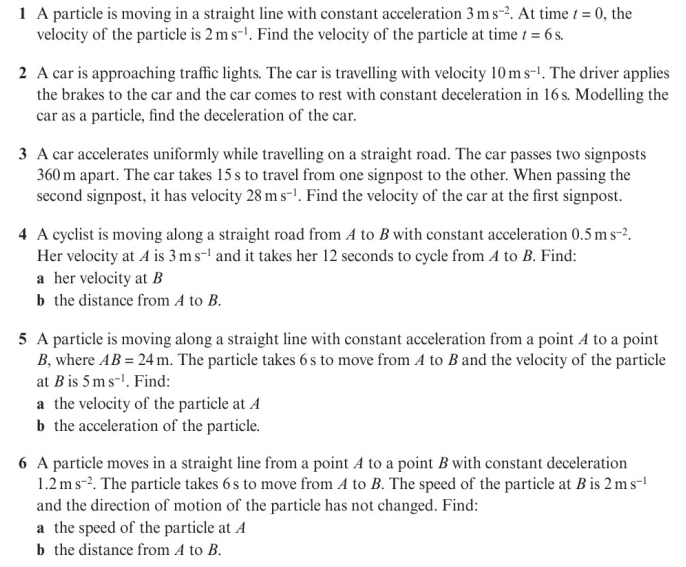 1 A particle is moving in a straight line with constant acceleration 3 m s⁻². At time t = 0, the
velocity of the particle is 2 m s⁻¹. Find the velocity of the particle at time t = 6 s.
2 A car is approaching traffic lights. The car is travelling with velocity 10 m s⁻¹. The driver applies
the brakes to the car and the car comes to rest with constant deceleration in 16 s. Modelling the
car as a particle, find the deceleration of the car.
3 A car accelerates uniformly while travelling on a straight road. The car passes two signposts
360 m apart. The car takes 15 s to travel from one signpost to the other. When passing the
second signpost, it has velocity 28 m s⁻¹. Find the velocity of the car at the first signpost.
4 A cyclist is moving along a straight road from A to B with constant acceleration 0.5 m s⁻².
Her velocity at A is 3 m s⁻¹ and it takes her 12 seconds to cycle from A to B. Find:
a her velocity at B
b the distance from A to B.
5 A particle is moving along a straight line with constant acceleration from a point A to a point
B, where AB = 24 m. The particle takes 6 s to move from A to B and the velocity of the particle
at B is 5 m s⁻¹. Find:
a the velocity of the particle at A
b the acceleration of the particle.
6 A particle moves in a straight line from a point A to a point B with constant deceleration
1.2 m s⁻². The particle takes 6 s to move from A to B. The speed of the particle at B is 2 m s⁻¹
and the direction of motion of the particle has not changed. Find:
a the speed of the particle at A
b the distance from A to B.